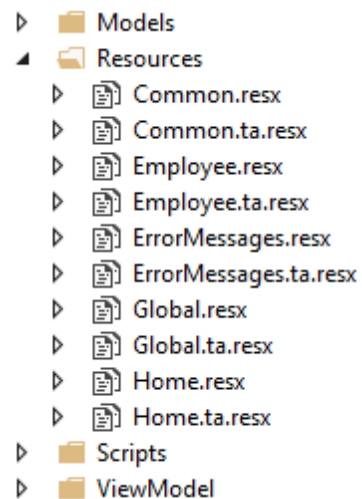 Models
Resources
Common.resx
Common.ta.resx
Employee.resx
Employee.ta.resx
ErrorMessages.resx
ErrorMessages.ta.resx
Global.resx
Global.ta.resx
Home.resx
Home.ta.resx
Scripts
ViewModel